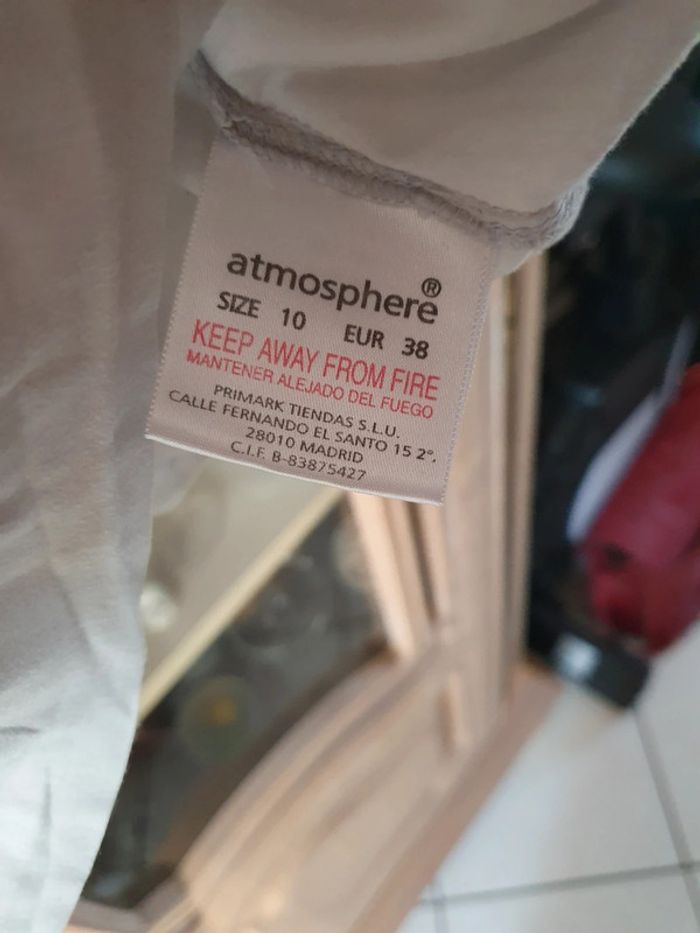 atmosphere®
SIZE 10 EUR 38
KEEP AWAY FROM FIRE
MANTENER ALEJADO DEL FUEGO
PRIMARK TIENDAS S.L.U.
CALLE FERNANDO EL SANTO 15 2º.
28010 MADRID
C.I.F. B-83875427